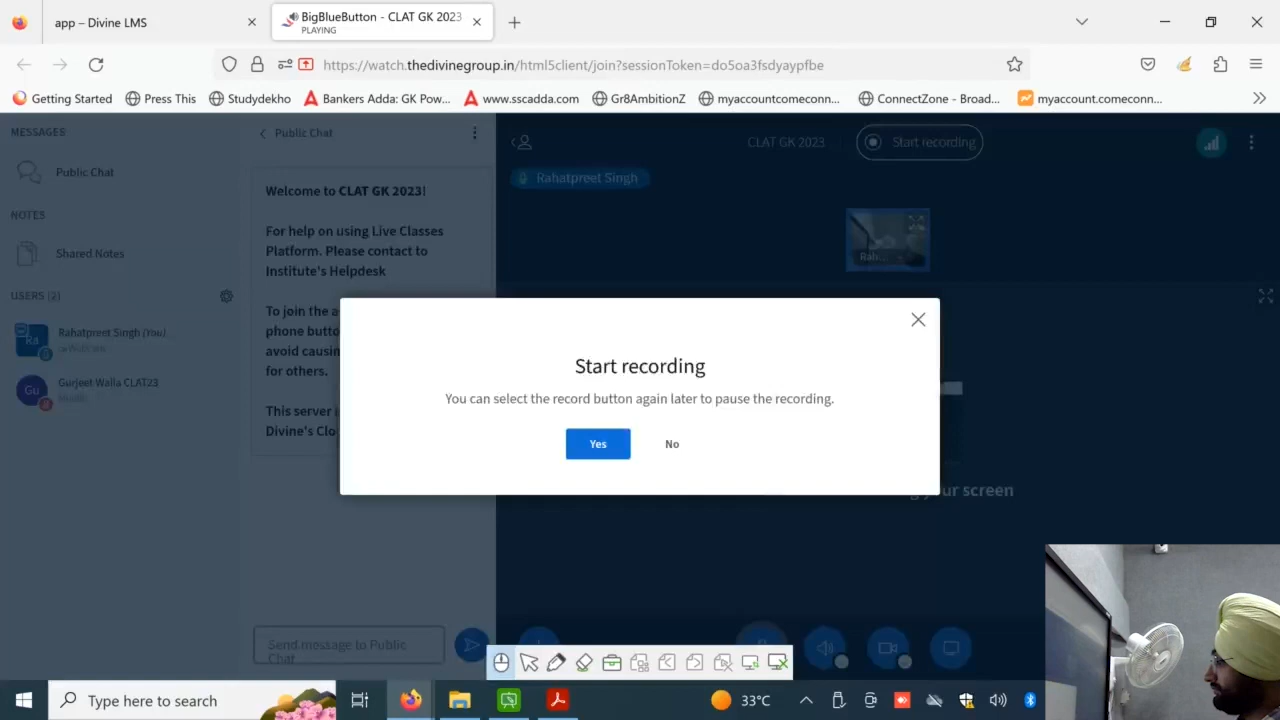 app – Divine LMS
BigBlueButton - CLAT GK 2023
PLAYING
https://watch.thedivinegroup.in/html5client/join?sessionToken=do5oa3fsdyaypfbe
Getting Started
Press This
Studydekho
Bankers Adda: GK Pow...
www.sscadda.com
Gr8AmbitionZ
myaccountcomeconn...
ConnectZone - Broad...
myaccount.comeconn...
MESSAGES
Public Chat
NOTES
Shared Notes
USERS (2)
Ra
Rahatpreet Singh (You)
Gu
Gurjeet Walla CLAT23
Public Chat
Welcome to CLAT GK 2023!
For help on using Live Classes
Platform. Please contact to
Institute's Helpdesk
To join the a
phone butto
avoid causin
for others.
This server i
Divine's Clo
Send message to Public
Chat
CLAT GK 2023
Start recording
Rahatpreet Singh
Rah...
Start recording
You can select the record button again later to pause the recording.
Yes
No
g your screen
Type here to search
33°C